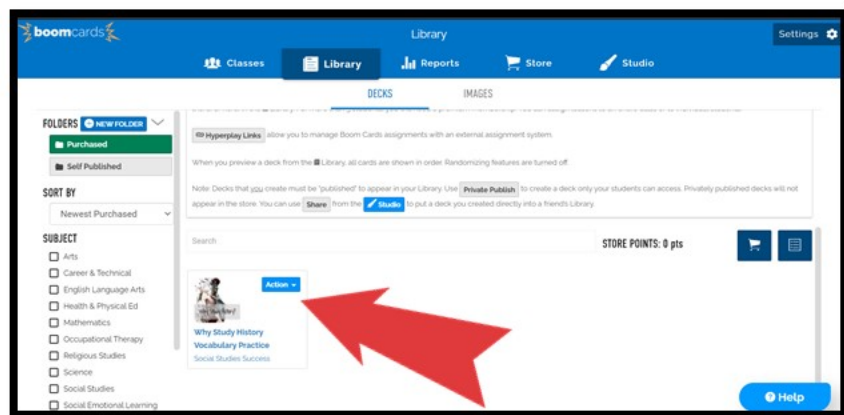 boomcards
Library
Settings
Classes
Library
Reports
Store
Studio
DECKS
IMAGES
FOLDERS
NEW FOLDER
Purchased
Self Published
SORT BY
Newest Purchased
SUBJECT
Arts
Career & Technical
English Language Arts
Health & Physical Ed
Mathematics
Occupational Therapy
Religious Studies
Science
Social Studies
Social Emotional Learning
Hyperplay Links allow you to manage Boom Cards assignments with an external assignment system.
When you preview a deck from the Library, all cards are shown in order. Randomizing features are turned off.
Note: Decks that you create must be "published" to appear in your Library. Use Private Publish to create a deck only your students can access. Privately published decks will not
appear in the store. You can use Share from the Studio to put a deck you created directly into a friend's Library.
Search
STORE POINTS: 0 pts
Action
Why Study History
Vocabulary Practice
Social Studies Success
Help